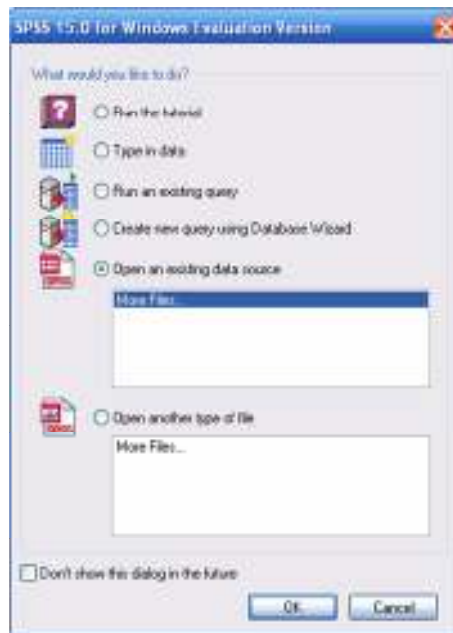 SPSS 15.0 for Windows Evaluation Version
What would you like to do?
Run the tutorial
Type in data
Run an existing query
Create new query using Database Wizard
Open an existing data source
More Files...
Open another type of file
More Files...
Don't show this dialog in the future
OK
Cancel